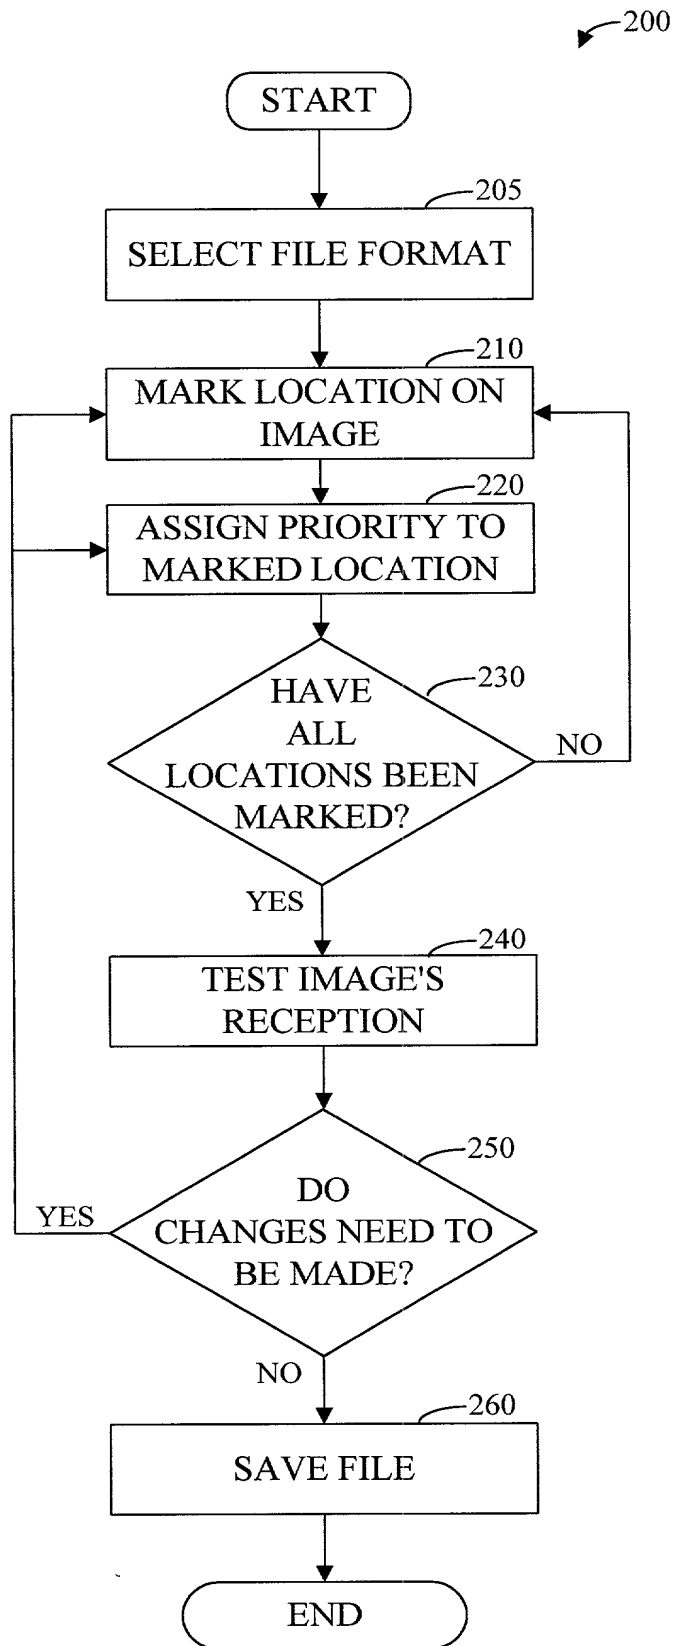 200
START
205
SELECT FILE FORMAT
210
MARK LOCATION ON
IMAGE
220
ASSIGN PRIORITY TO
MARKED LOCATION
230
HAVE
ALL
LOCATIONS BEEN
MARKED?
NO
YES
240
TEST IMAGE'S
RECEPTION
250
DO
CHANGES NEED TO
BE MADE?
YES
NO
260
SAVE FILE
END